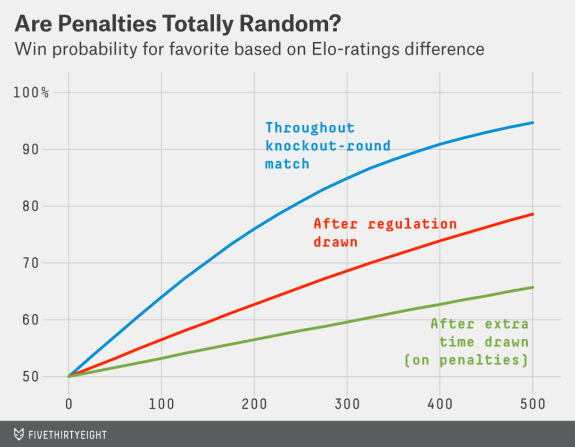 Are Penalties Totally Random?
Win probability for favorite based on Elo-ratings difference
100%
Throughout
knockout-round
match
90
80
After regulation
drawn
70
60
After extra
time drawn
(on penalties)
50
0 100 200 300 400 500
FIVETHIRTYEIGHT